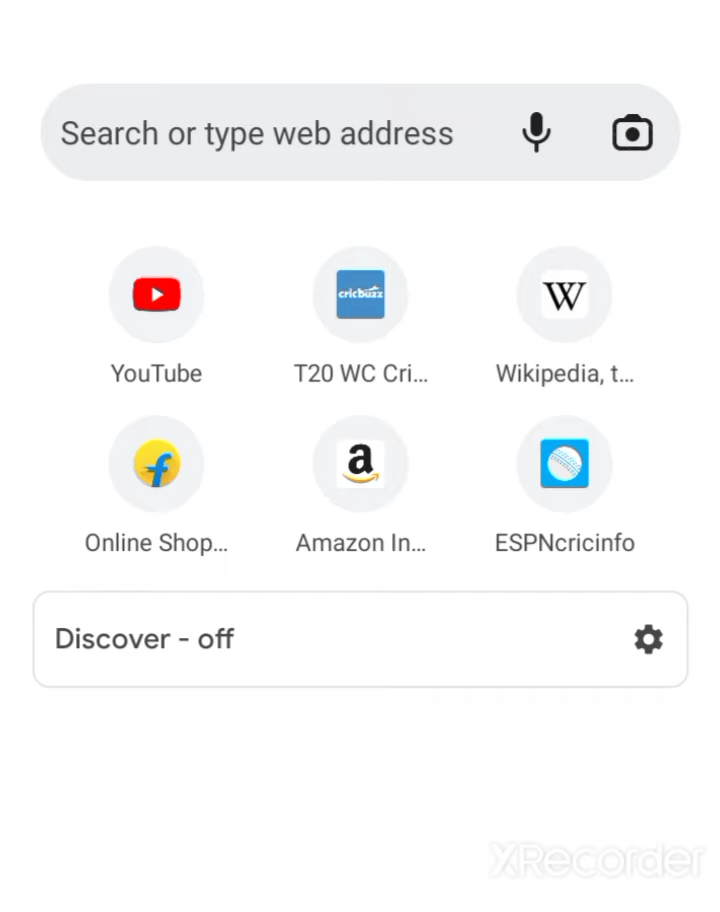 Search or type web address
cricbuzz
W
YouTube
T20 WC Cri...
Wikipedia, t...
f
a
Online Shop...
Amazon In...
ESPNcricinfo
Discover - off
XRecorder